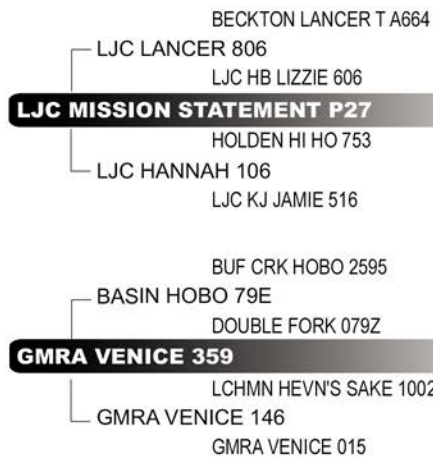 BECKTON LANCER T A664
LJC LANCER 806
LJC HB LIZZIE 606
LJC MISSION STATEMENT P27
HOLDEN HI HO 753
LJC HANNAH 106
LJC KJ JAMIE 516
BUF CRK HOBO 2595
BASIN HOBO 79E
DOUBLE FORK 079Z
GMRA VENICE 359
LCHMN HEVN'S SAKE 1002
GMRA VENICE 146
GMRA VENICE 015